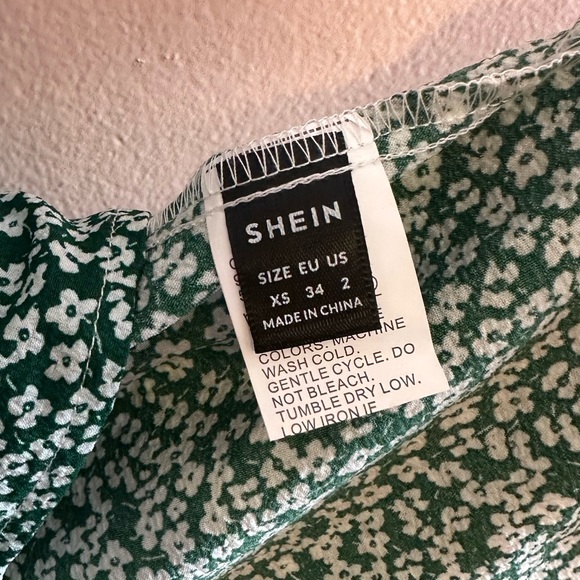 SHEIN
SIZE EU US
XS 34 2
MADE IN CHINA
COLORS. MACHINE
WASH COLD.
GENTLE CYCLE. DO
NOT BLEACH.
TUMBLE DRY LOW.
LOW IRON IF